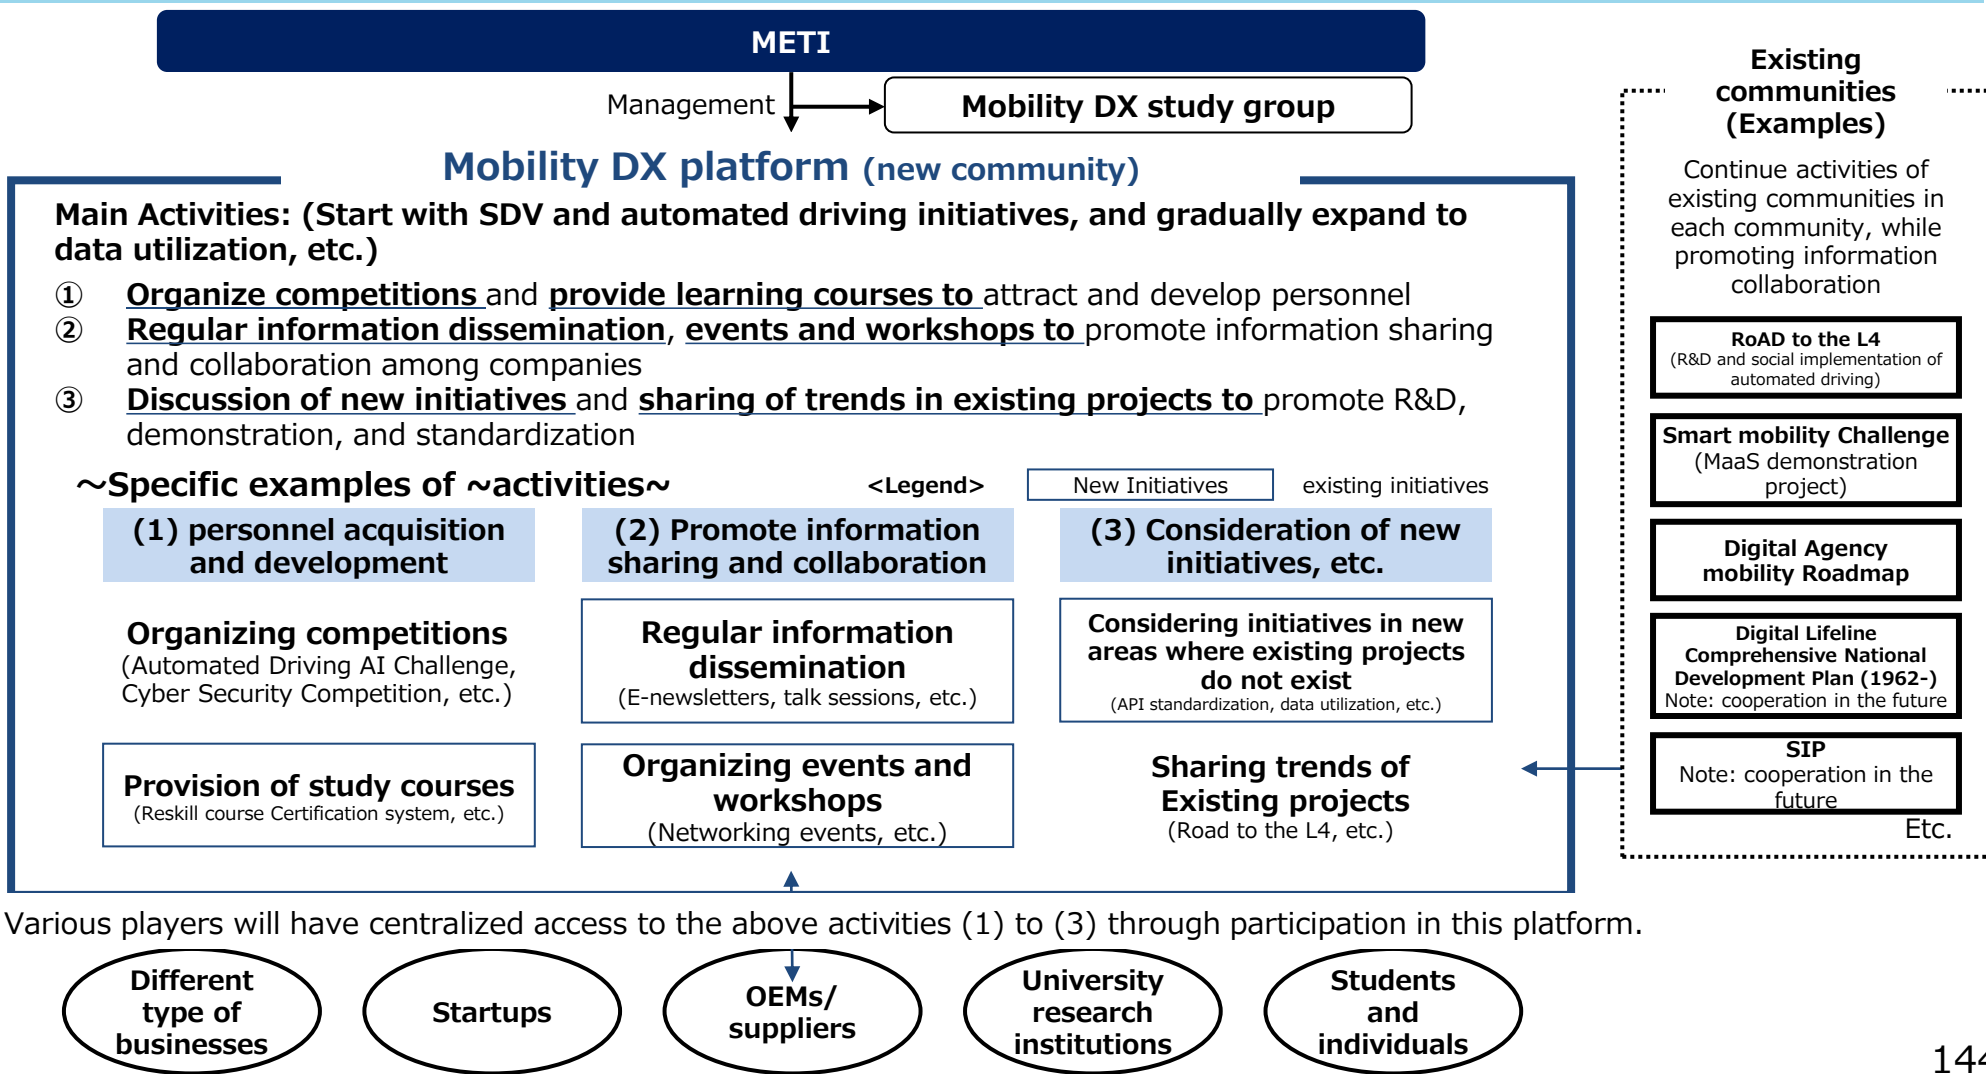 METI
Management
Mobility DX study group
Mobility DX platform (new community)
Main Activities: (Start with SDV and automated driving initiatives, and gradually expand to
data utilization, etc.)
① Organize competitions and provide learning courses to attract and develop personnel
② Regular information dissemination, events and workshops to promote information sharing
and collaboration among companies
③ Discussion of new initiatives and sharing of trends in existing projects to promote R&D,
demonstration, and standardization
～Specific examples of ~activities~
<Legend>
New Initiatives
existing initiatives
(1) personnel acquisition
and development
Organizing competitions
(Automated Driving AI Challenge,
Cyber Security Competition, etc.)
Provision of study courses
(Reskill course Certification system, etc.)
(2) Promote information
sharing and collaboration
Regular information
dissemination
(E-newsletters, talk sessions, etc.)
Organizing events and
workshops
(Networking events, etc.)
(3) Consideration of new
initiatives, etc.
Considering initiatives in new
areas where existing projects
do not exist
(API standardization, data utilization, etc.)
Sharing trends of
Existing projects
(Road to the L4, etc.)
Existing
communities
(Examples)
Continue activities of
existing communities in
each community, while
promoting information
collaboration
RoAD to the L4
(R&D and social implementation of
automated driving)
Smart mobility Challenge
(MaaS demonstration
project)
Digital Agency
mobility Roadmap
Digital Lifeline
Comprehensive National
Development Plan (1962-)
Note: cooperation in the future
SIP
Note: cooperation in the
future
Etc.
Various players will have centralized access to the above activities (1) to (3) through participation in this platform.
Different
type of
businesses
Startups
OEMs/
suppliers
University
research
institutions
Students
and
individuals
144